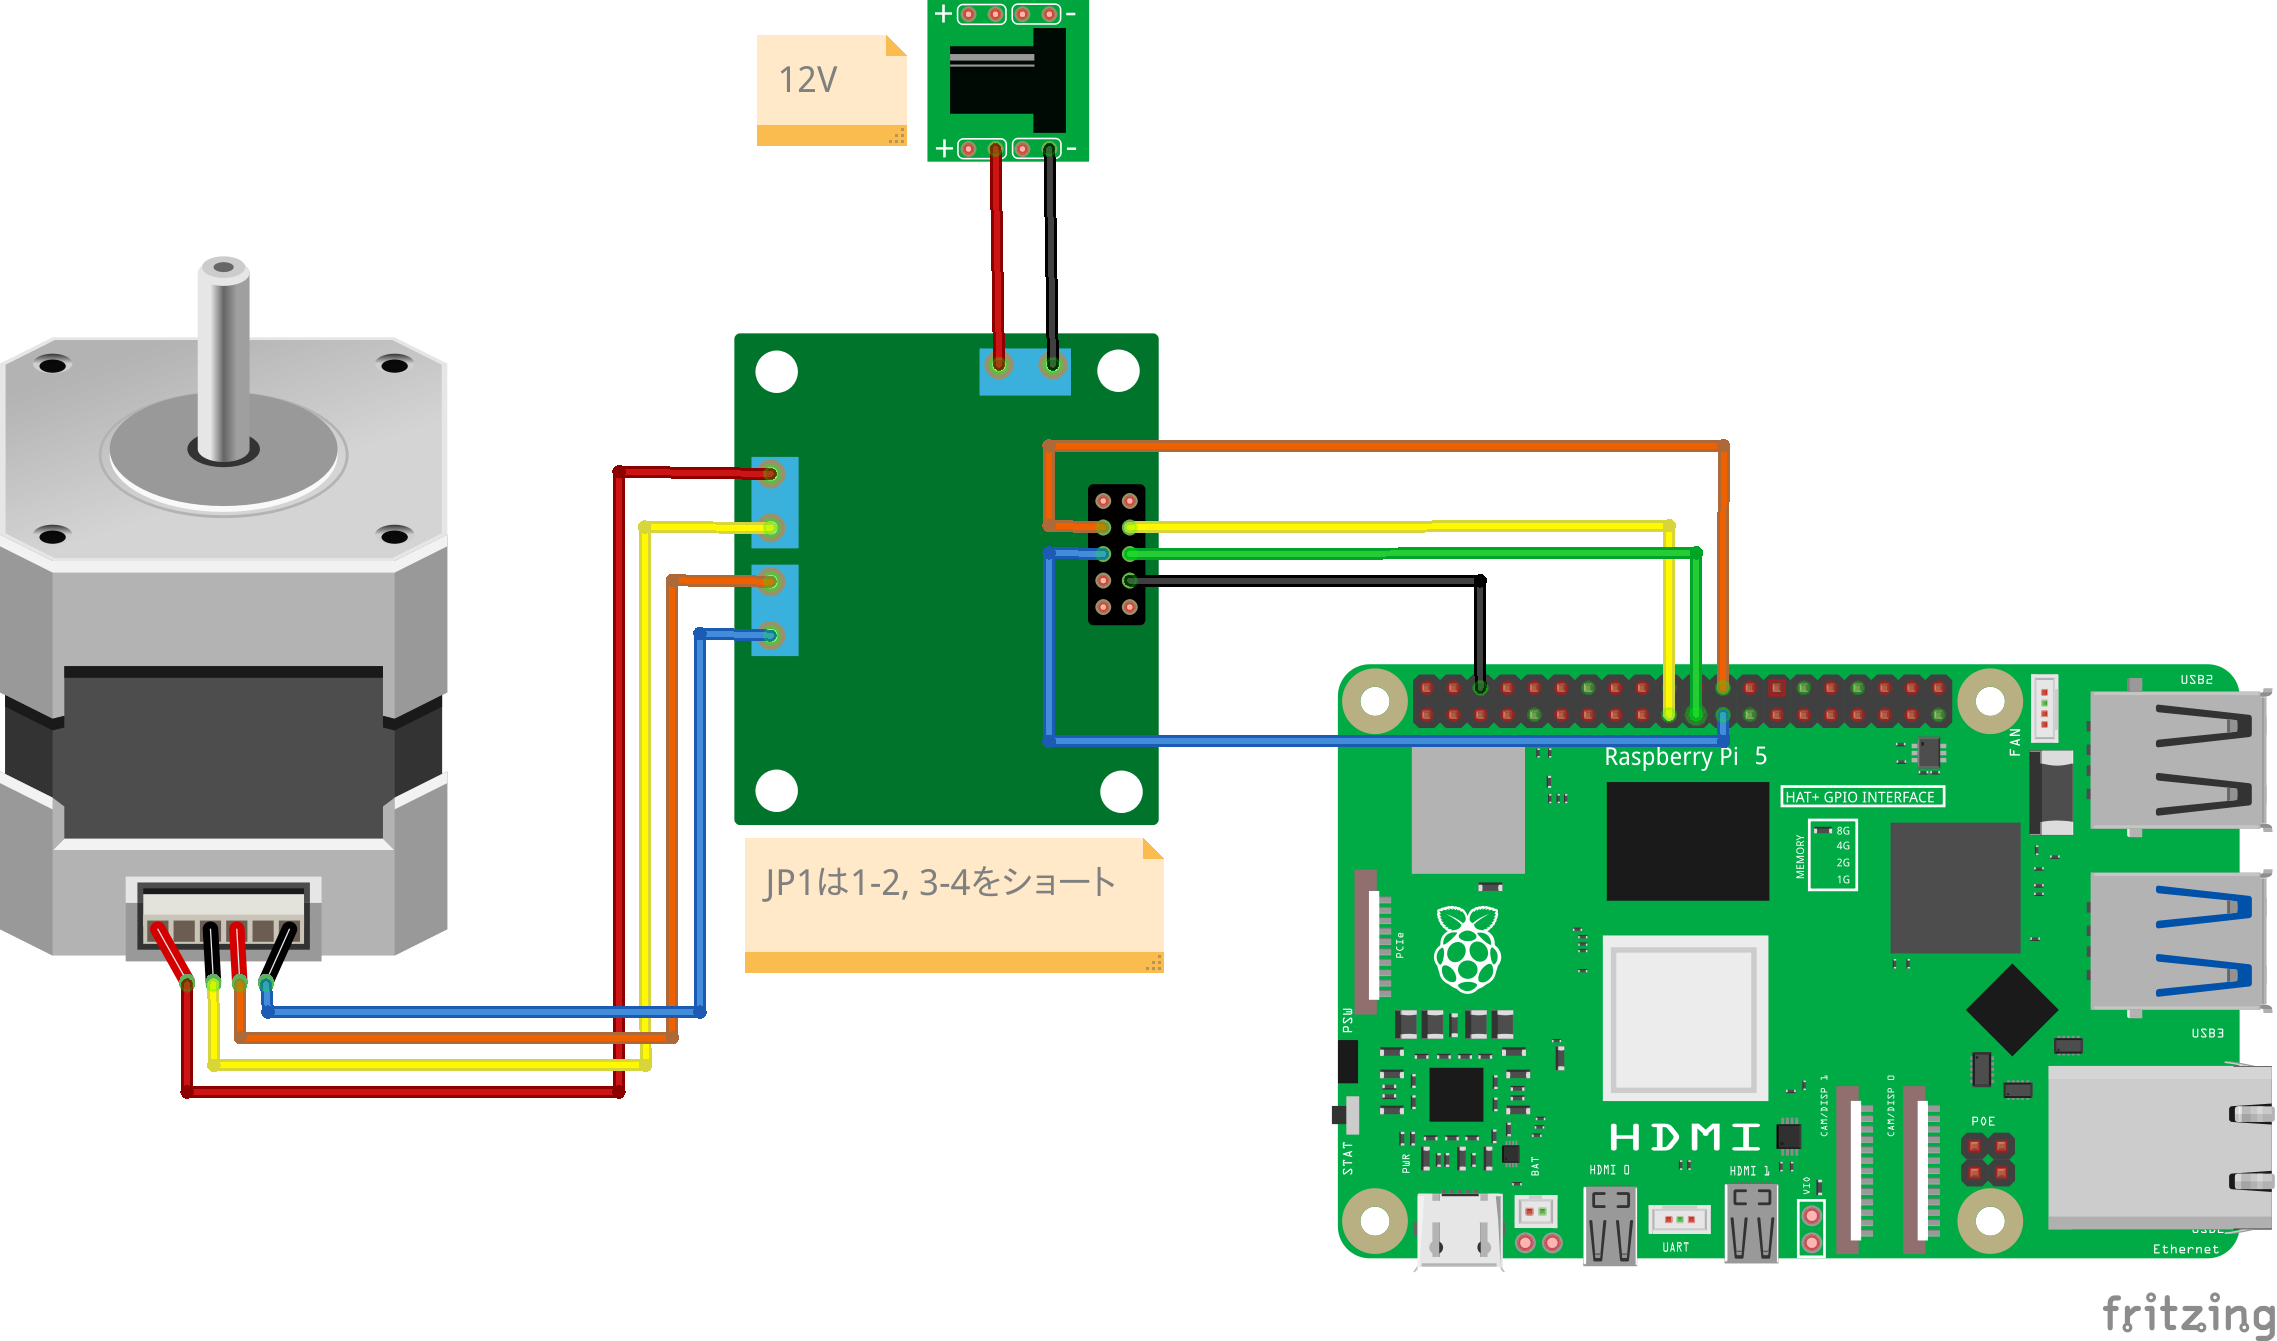 + -
12V
+ -
JP1は1-2, 3-4をショート
USB2
FAN
Raspberry Pi 5
HAT+ GPIO INTERFACE
MEMORY
8G
4G
2G
1G
PCIe
USB3
PSW
CAM/DISP 1
CAM/DISP 0
POE
HDMI
STAT
PWR
BAT
HDMI 0
HDMI 1
VIO
UART
Ethernet
fritzing